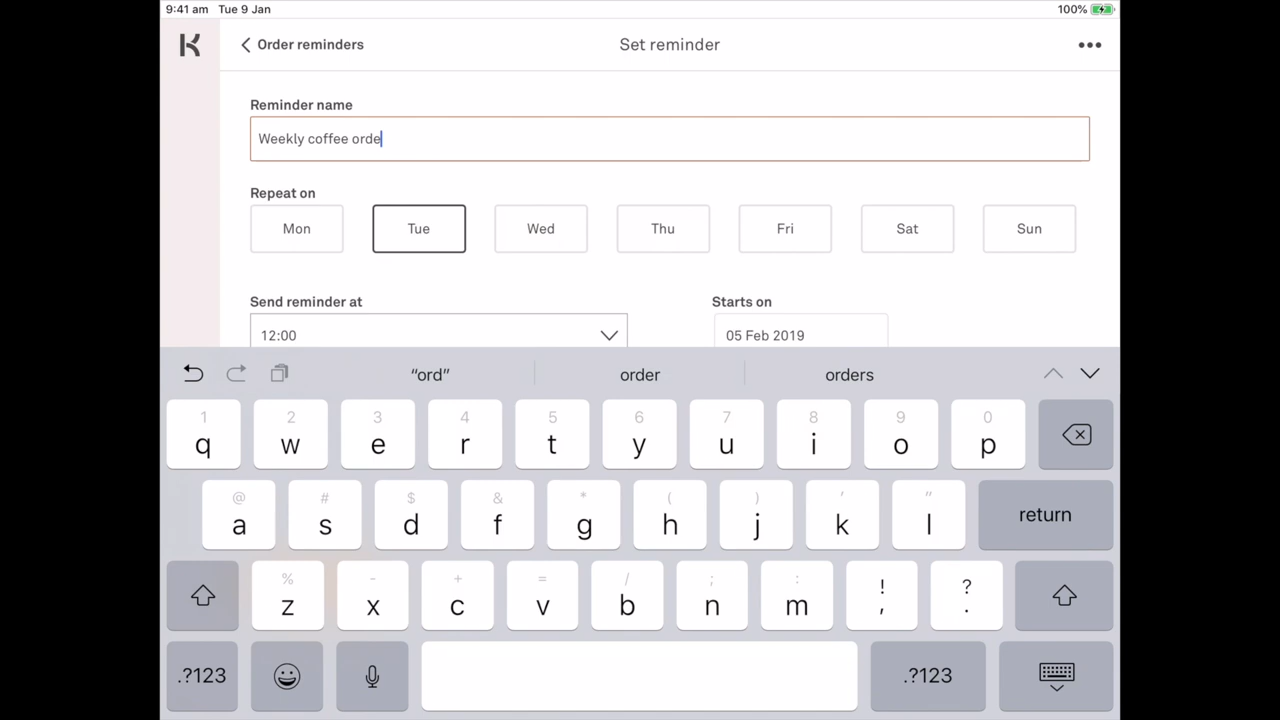 9:41 am Tue 9 Jan 100%
K Order reminders Set reminder •••
Reminder name
Weekly coffee orde
Repeat on
Mon Tue Wed Thu Fri Sat Sun
Send reminder at Starts on
12:00 05 Feb 2019
“ord” order orders
1 2 3 4 5 6 7 8 9 0
q w e r t y u i o p
@ # $ & * ( ) ' "
a s d f g h j k l return
% - + = / ; : ! ?
z x c v b n m , .
.?123 .?123